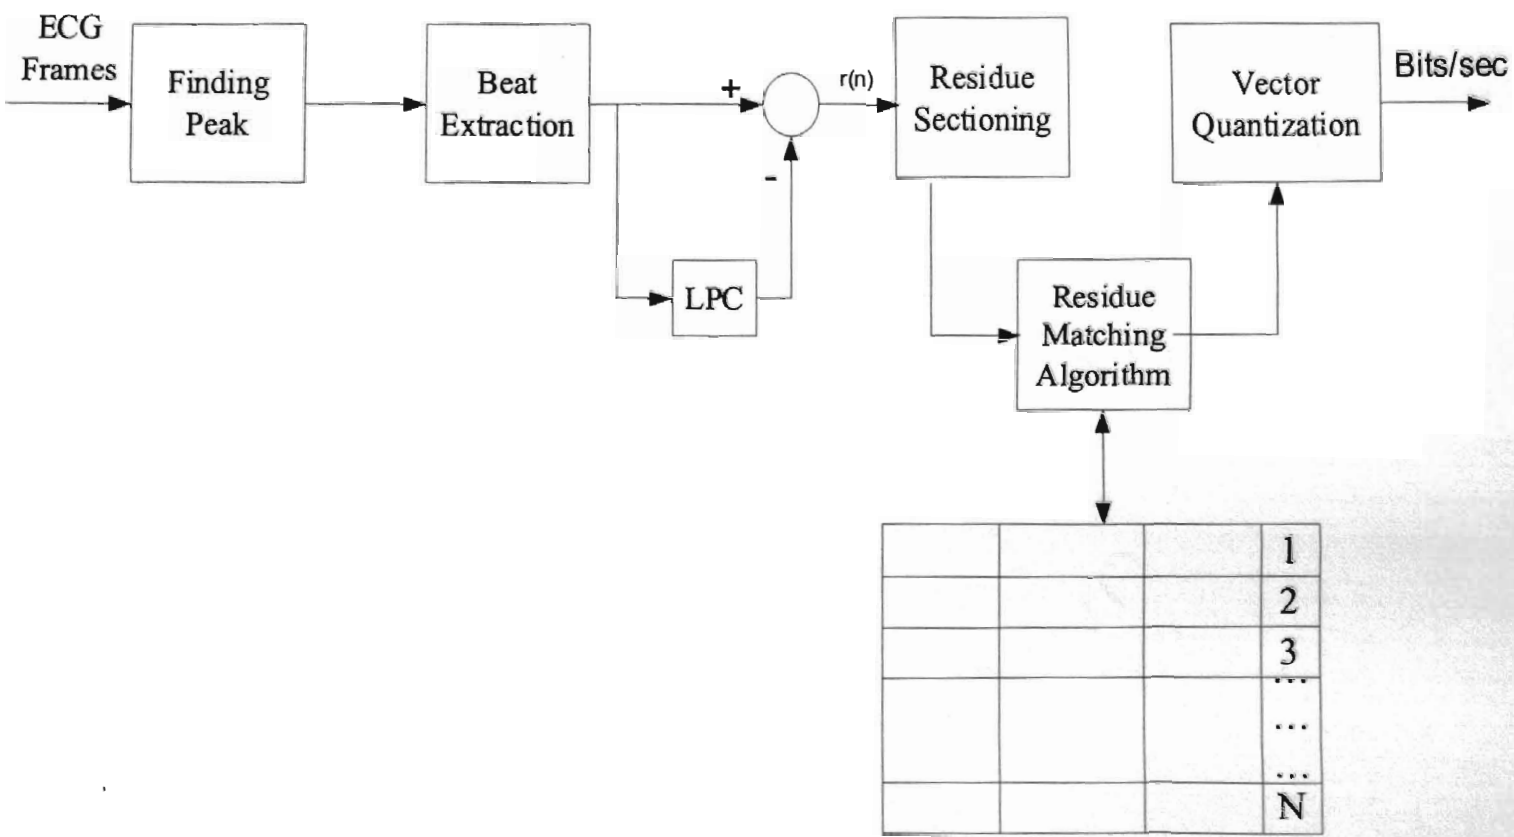 ECG
Frames
Finding
Peak
Beat
Extraction
+
-
LPC
r(n)
Residue
Sectioning
Residue
Matching
Algorithm
Vector
Quantization
Bits/sec
1
2
3
...
...
...
N